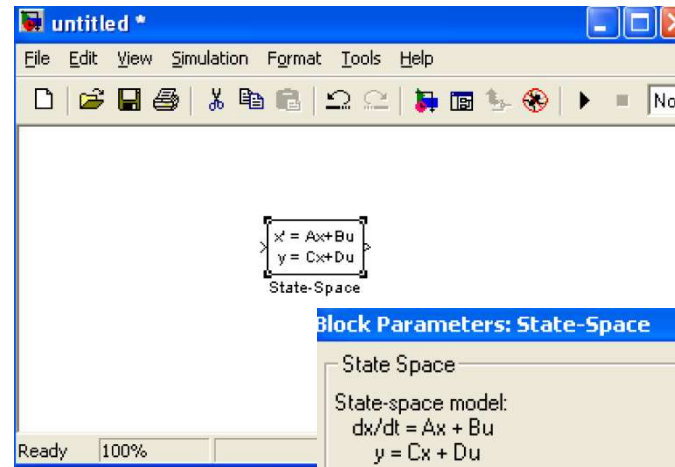 untitled *
File Edit View Simulation Format Tools Help
No
x' = Ax+Bu
y = Cx+Du
State-Space
Block Parameters: State-Space
State Space
State-space model:
dx/dt = Ax + Bu
y = Cx + Du
Ready 100%